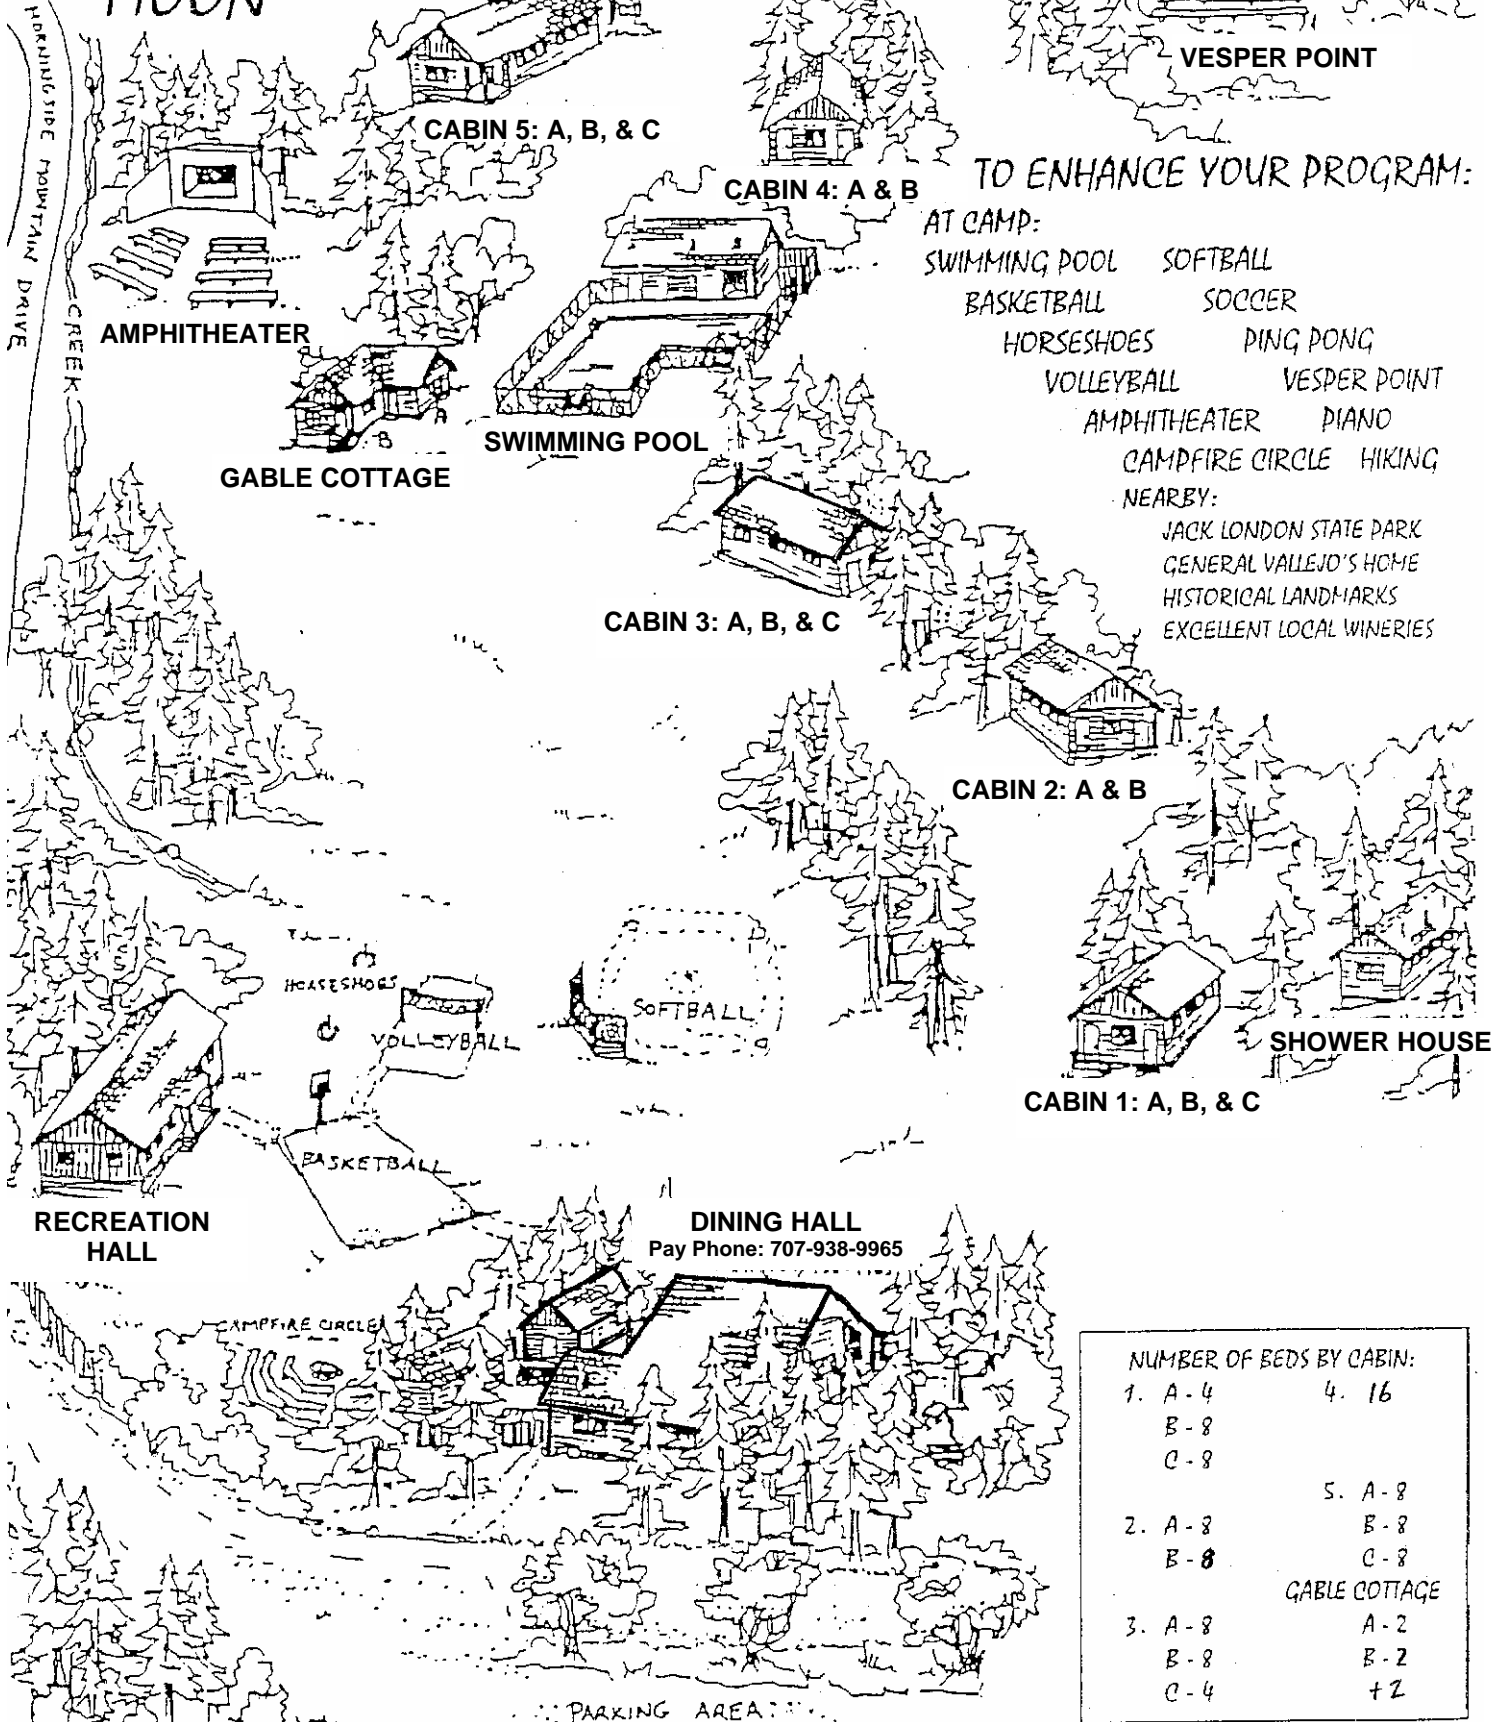 MOON
MORNINGSIDE MOUNTAIN DRIVE
CREEK
VESPER POINT
CABIN 5: A, B, & C
CABIN 4: A & B
TO ENHANCE YOUR PROGRAM:
AT CAMP:
SWIMMING POOL SOFTBALL
BASKETBALL SOCCER
HORSESHOES PING PONG
VOLLEYBALL VESPER POINT
AMPHITHEATER PIANO
CAMPFIRE CIRCLE HIKING
NEARBY:
JACK LONDON STATE PARK
GENERAL VALLEJO'S HOME
HISTORICAL LANDMARKS
EXCELLENT LOCAL WINERIES
AMPHITHEATER
A
B
GABLE COTTAGE
SWIMMING POOL
CABIN 3: A, B, & C
CABIN 2: A & B
HORSESHOES
VOLLEYBALL
SOFTBALL
SHOWER HOUSE
CABIN 1: A, B, & C
BASKETBALL
RECREATION
HALL
DINING HALL
Pay Phone: 707-938-9965
CAMPFIRE CIRCLE
NUMBER OF BEDS BY CABIN:
1. A - 4 4. 16
B - 8
C - 8
5. A - 8
2. A - 8 B - 8
B - 8 C - 8
GABLE COTTAGE
3. A - 8 A - 2
B - 8 B - 2
C - 4 +2
PARKING AREA